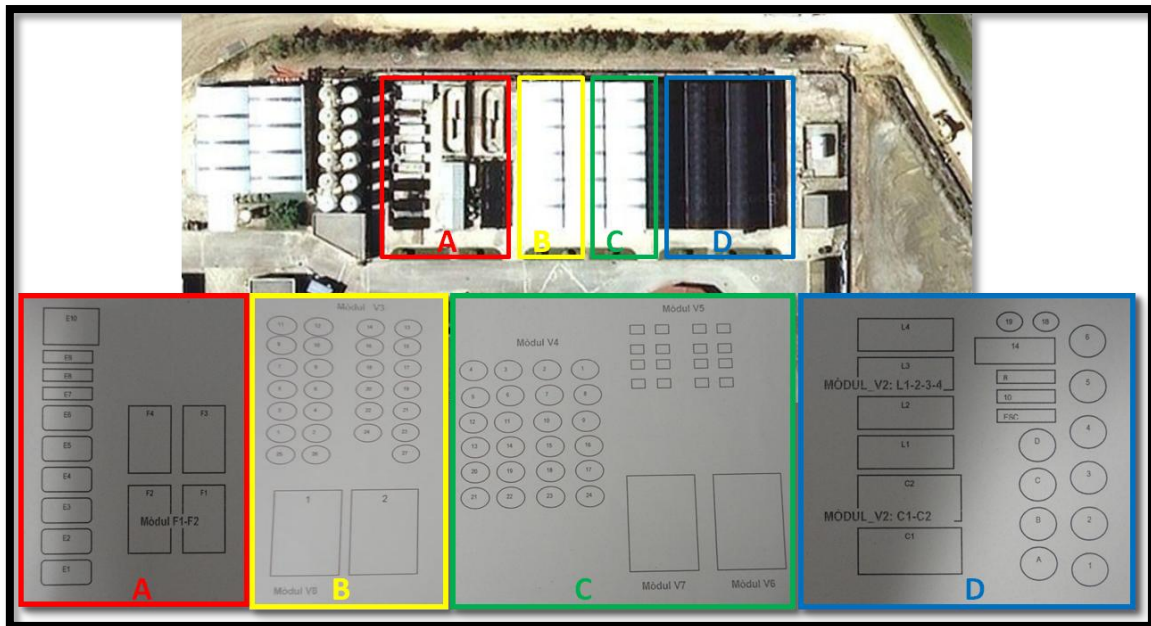 A
B
C
D
E10
E9
E8
E7
E6
E5
E4
E3
E2
E1
F4 F3
F2 F1
Mòdul F1-F2
A
Mòdul V3
11 12 14 13
9 10 16 15
7 8 18 17
5 6 20 19
3 4 22 21
1 2 24 23
26 27
1 2
B
Mòdul V5
Mòdul V4
4 3 2 1
5 6 7 8
12 11 10 9
13 14 15 16
20 19 18 17
21 22 23 24
Mòdul V7
Mòdul V6
C
L4
L3
MÒDUL_V2: L1-2-3-4
L2
L1
C2
MÒDUL_V2: C1-C2
C1
19 18
14
8
10
ESC
6
5
4
3
2
1
D
C
B
A
D